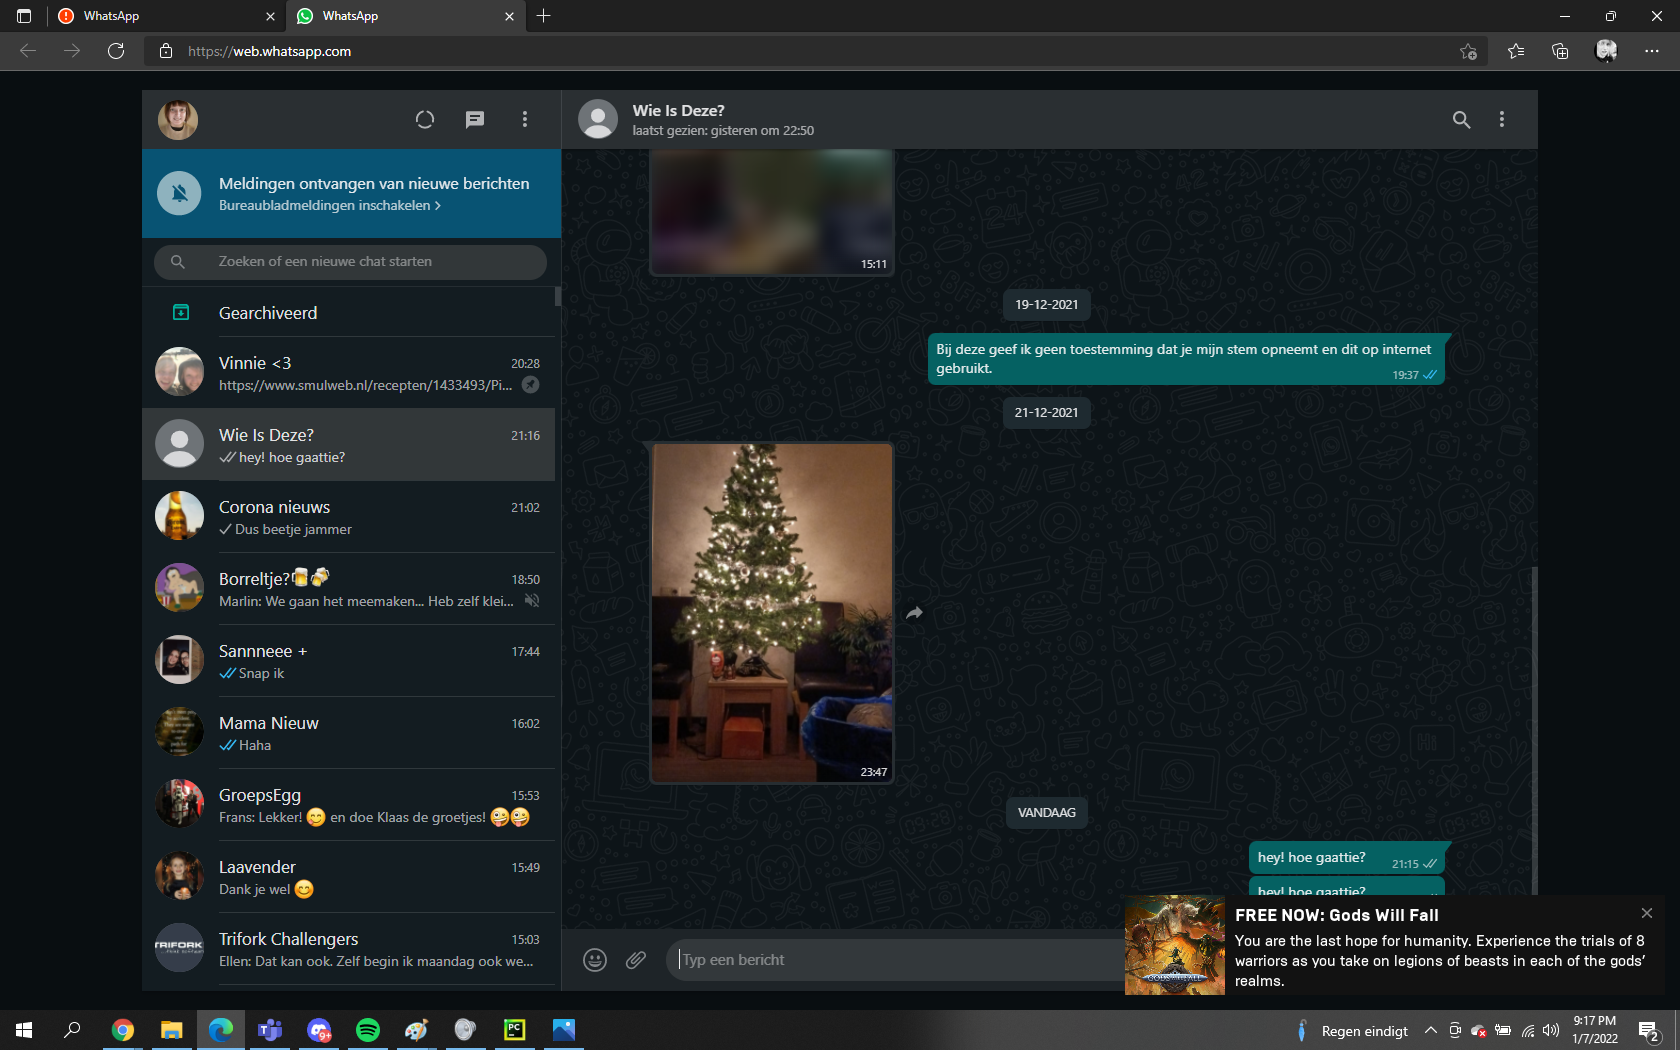 WhatsApp
WhatsApp
https://web.whatsapp.com
Wie Is Deze?
laatst gezien: gisteren om 22:50
Meldingen ontvangen van nieuwe berichten
Bureaubladmeldingen inschakelen >
Zoeken of een nieuwe chat starten
Gearchiveerd
Vinnie <3 20:28
https://www.smulweb.nl/recepten/1433493/Pi...
Wie Is Deze? 21:16
hey! hoe gaattie?
Corona nieuws 21:02
Dus beetje jammer
Borreltje?🍺🍻 18:50
Marlin: We gaan het meemaken... Heb zelf klei...
Sannneee + 17:44
Snap ik
Mama Nieuw 16:02
Haha
GroepsEgg 15:53
Frans: Lekker! 😋 en doe Klaas de groetjes! 🤪🤪
Laavender 15:49
Dank je wel 😊
TRIFORK
Trifork Challengers 15:03
Ellen: Dat kan ook. Zelf begin ik maandag ook we...
15:11
19-12-2021
Bij deze geef ik geen toestemming dat je mijn stem opneemt en dit op internet
gebruikt.
19:37
21-12-2021
23:47
VANDAAG
hey! hoe gaattie? 21:15
hey! hoe gaattie?
Typ een bericht
FREE NOW: Gods Will Fall
You are the last hope for humanity. Experience the trials of 8
warriors as you take on legions of beasts in each of the gods'
realms.
9+
PC
Regen eindigt
9:17 PM
1/7/2022
2